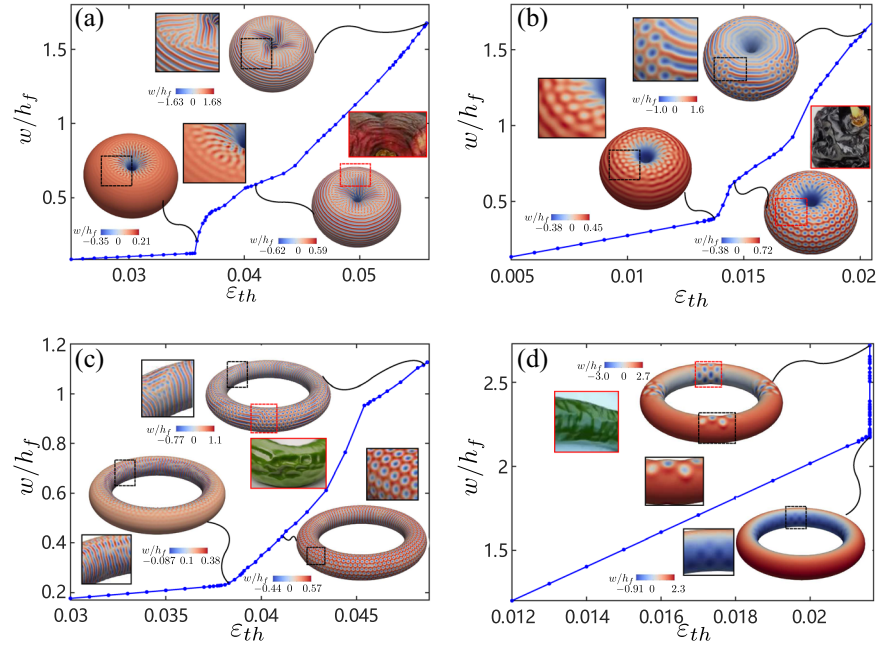 (a)
1.5
1
0.5
w/h_f
w/h_f
−1.63 0 1.68
w/h_f
−0.35 0 0.21
w/h_f
−0.62 0 0.59
0.03 0.04 0.05
ε_th
(b)
1.5
1
0.5
w/h_f
w/h_f
−1.0 0 1.6
w/h_f
−0.38 0 0.45
w/h_f
−0.38 0 0.72
0.005 0.01 0.015 0.02
ε_th
(c)
1.2
1
0.8
0.6
0.4
0.2
w/h_f
w/h_f
−0.77 0 1.1
w/h_f
−0.087 0.1 0.38
w/h_f
−0.44 0 0.57
0.03 0.035 0.04 0.045
ε_th
(d)
2.5
2
1.5
w/h_f
w/h_f
−3.0 0 2.7
w/h_f
−0.91 0 2.3
0.012 0.014 0.016 0.018 0.02
ε_th